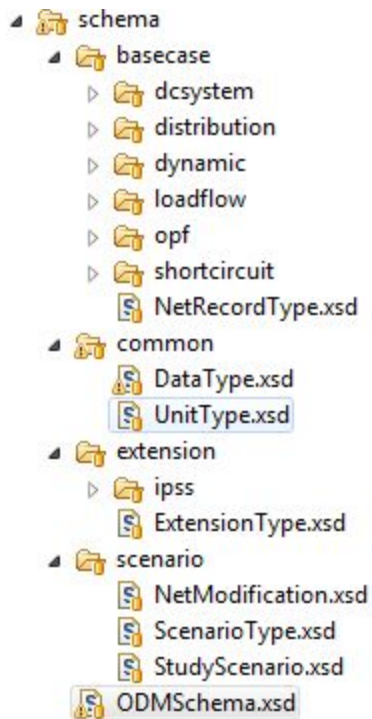 schema
basecase
dcsystem
distribution
dynamic
loadflow
opf
shortcircuit
NetRecordType.xsd
common
DataType.xsd
UnitType.xsd
extension
ipss
ExtensionType.xsd
scenario
NetModification.xsd
ScenarioType.xsd
StudyScenario.xsd
ODMSchema.xsd